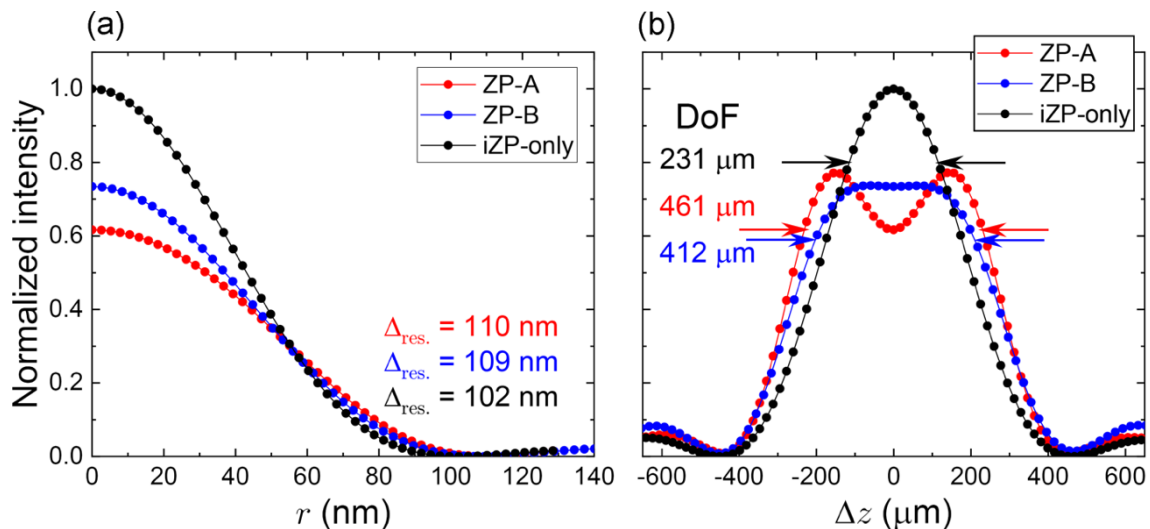 (a)
ZP-A
ZP-B
iZP-only
Normalized intensity
1.0
0.8
0.6
0.4
0.2
0.0
Δres. = 110 nm
Δres. = 109 nm
Δres. = 102 nm
0 20 40 60 80 100 120 140
r (nm)
(b)
ZP-A
ZP-B
iZP-only
DoF
231 μm
461 μm
412 μm
-600 -400 -200 0 200 400 600
Δz (μm)